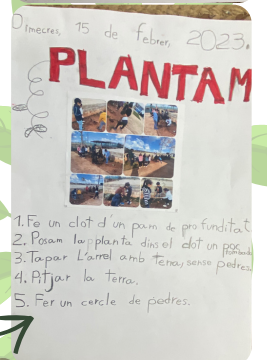 Dimecres, 15 de febrer, 2023.
PLANTAM
1. Fe un clot d'un pam de profunditat
2. Posam la planta dins el clot un poc tombada
3. Tapar L'arrel amb terra, sense pedres
4. Pitjar la terra.
5. Fer un cercle de pedres.